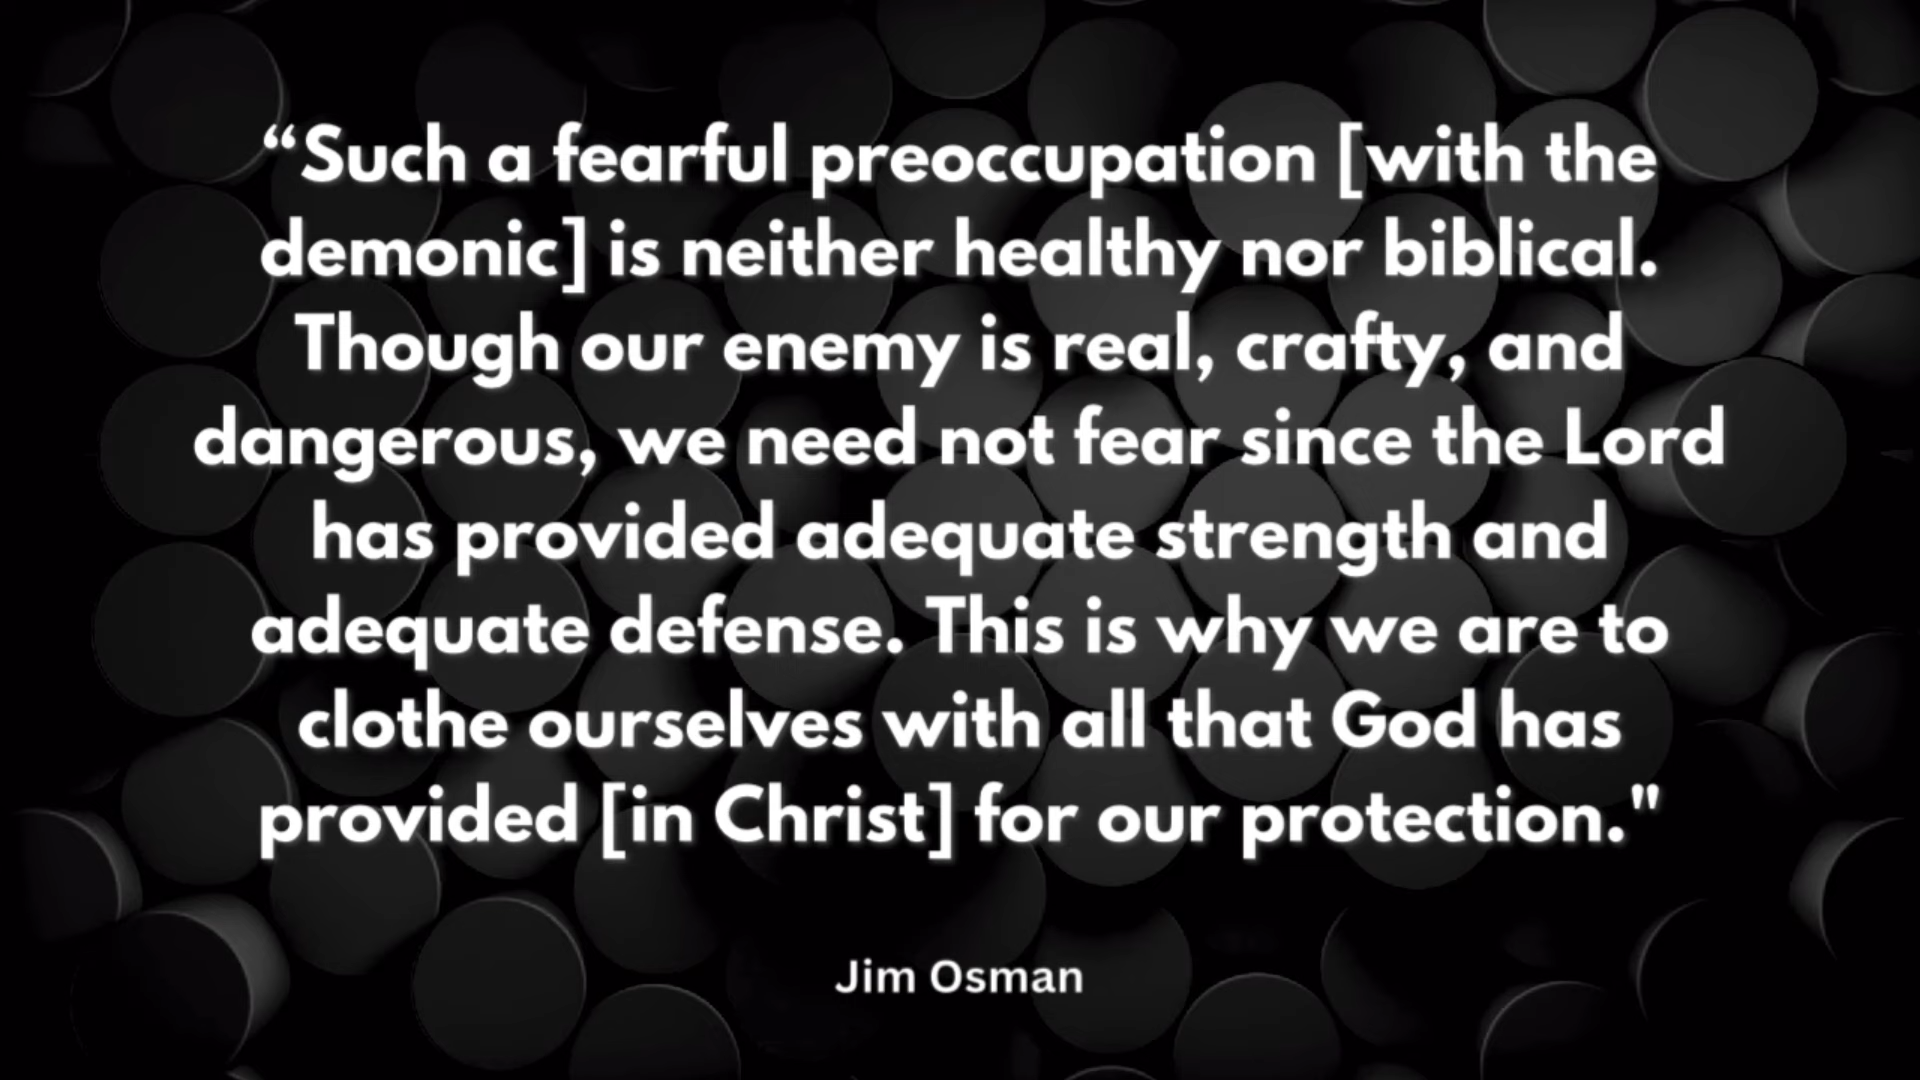 “Such a fearful preoccupation [with the
demonic] is neither healthy nor biblical.
Though our enemy is real, crafty, and
dangerous, we need not fear since the Lord
has provided adequate strength and
adequate defense. This is why we are to
clothe ourselves with all that God has
provided [in Christ] for our protection."
Jim Osman